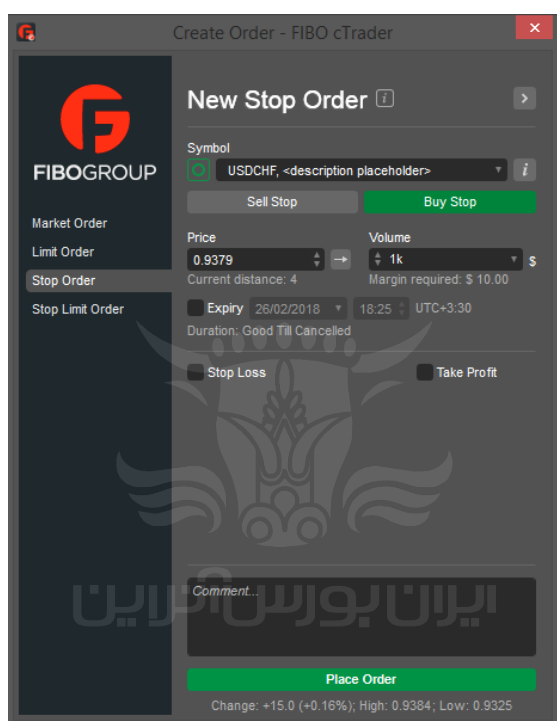 Create Order - FIBO cTrader
FIBOGROUP
Market Order
Limit Order
Stop Order
Stop Limit Order
New Stop Order
Symbol
USDCHF, <description placeholder>
Sell Stop
Buy Stop
Price
Volume
0.9379
1k
$
Current distance: 4
Margin required: $ 10.00
Expiry 26/02/2018 18:25 UTC+3:30
Duration: Good Till Cancelled
Stop Loss
Take Profit
ایران بورس آنلاین
Comment...
Place Order
Change: +15.0 (+0.16%); High: 0.9384; Low: 0.9325